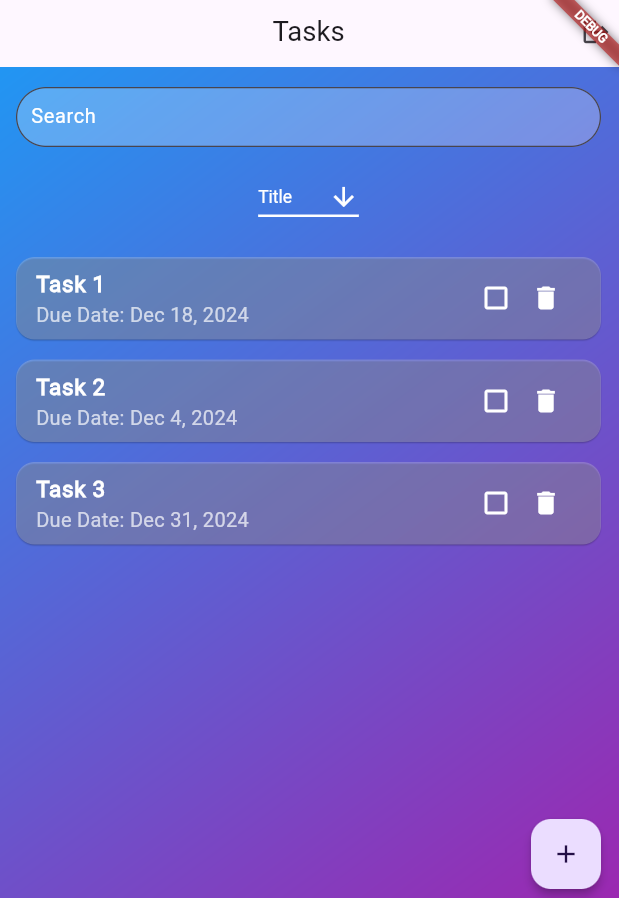 Tasks
DEBUG
Search
Title
Task 1
Due Date: Dec 18, 2024
Task 2
Due Date: Dec 4, 2024
Task 3
Due Date: Dec 31, 2024